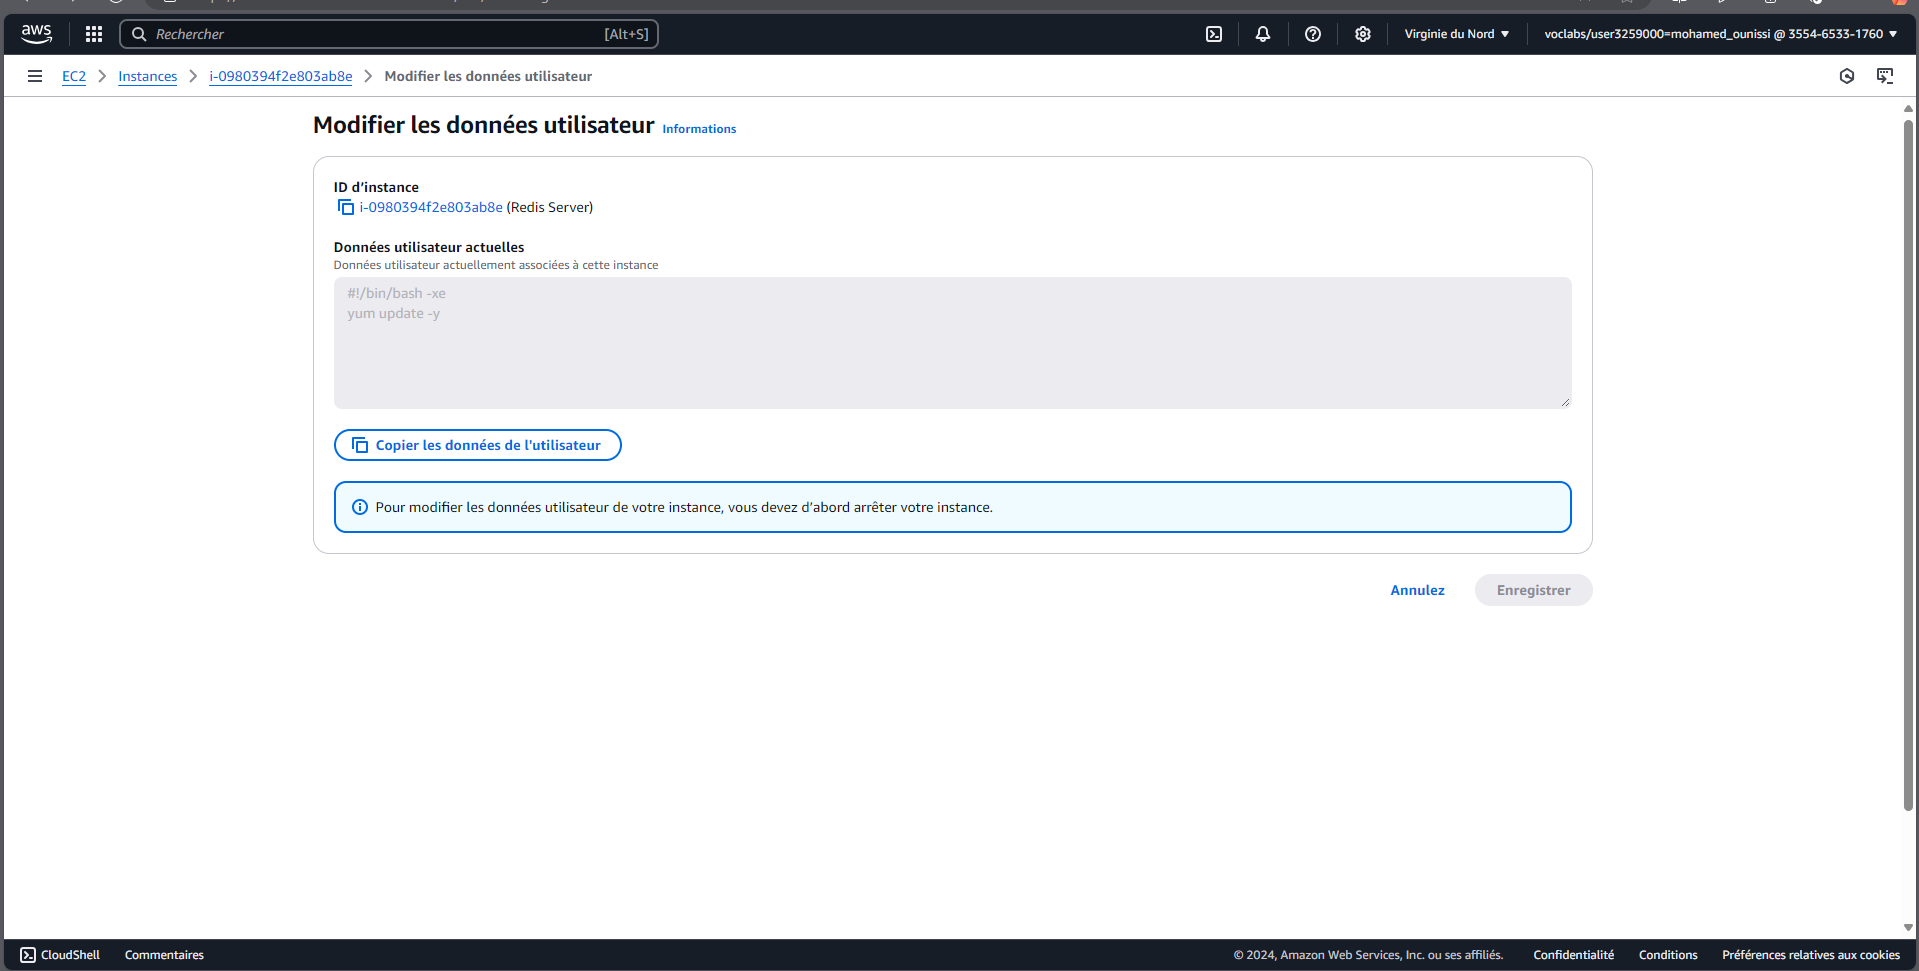 aws
Rechercher
[Alt+S]
Virginie du Nord
voclabs/user3259000=mohamed_ounissi @ 3554-6533-1760
EC2
Instances
i-0980394f2e803ab8e
Modifier les données utilisateur
Modifier les données utilisateur
Informations
ID d’instance
i-0980394f2e803ab8e (Redis Server)
Données utilisateur actuelles
Données utilisateur actuellement associées à cette instance
#!/bin/bash -xe
yum update -y
Copier les données de l'utilisateur
Pour modifier les données utilisateur de votre instance, vous devez d’abord arrêter votre instance.
Annulez
Enregistrer
CloudShell
Commentaires
© 2024, Amazon Web Services, Inc. ou ses affiliés.
Confidentialité
Conditions
Préférences relatives aux cookies